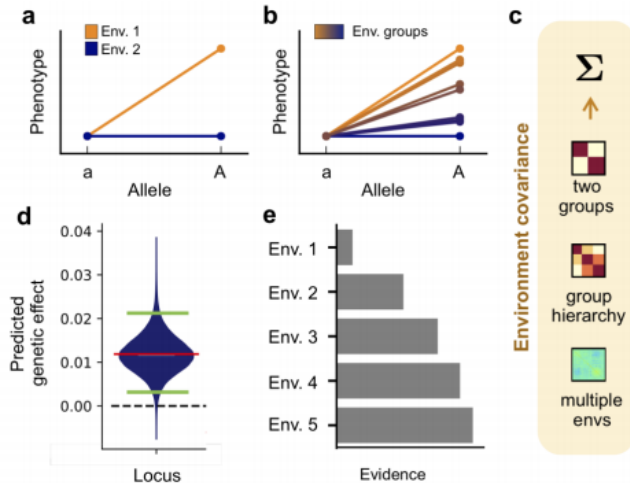 a
Env. 1
Env. 2
Phenotype
a
A
Allele
b
Env. groups
Phenotype
a
A
Allele
c
Environment covariance
Σ
two
groups
group
hierarchy
multiple
envs
d
Predicted
genetic effect
0.04
0.03
0.02
0.01
0.00
Locus
e
Env. 1
Env. 2
Env. 3
Env. 4
Env. 5
Evidence